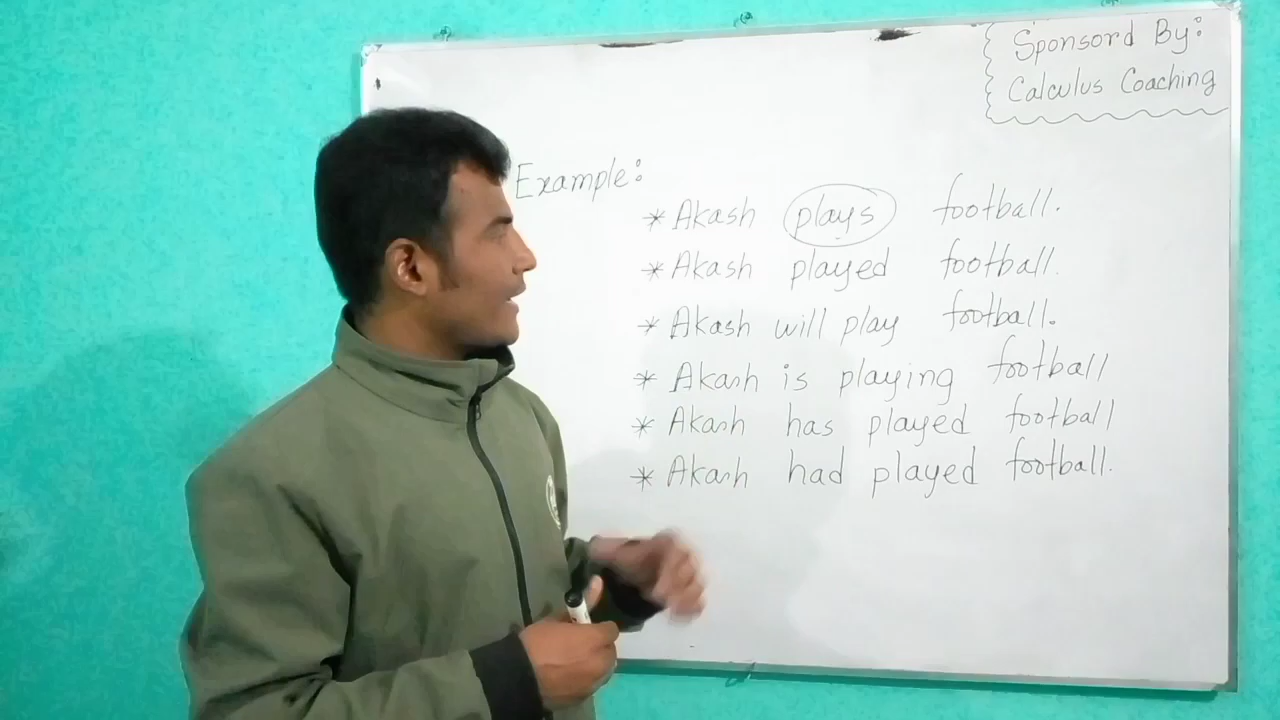 Sponsord By:
Calculus Coaching
Example:
* Akash plays football.
* Akash played football.
* Akash will play football.
* Akash is playing football
* Akash has played football
* Akash had played football.